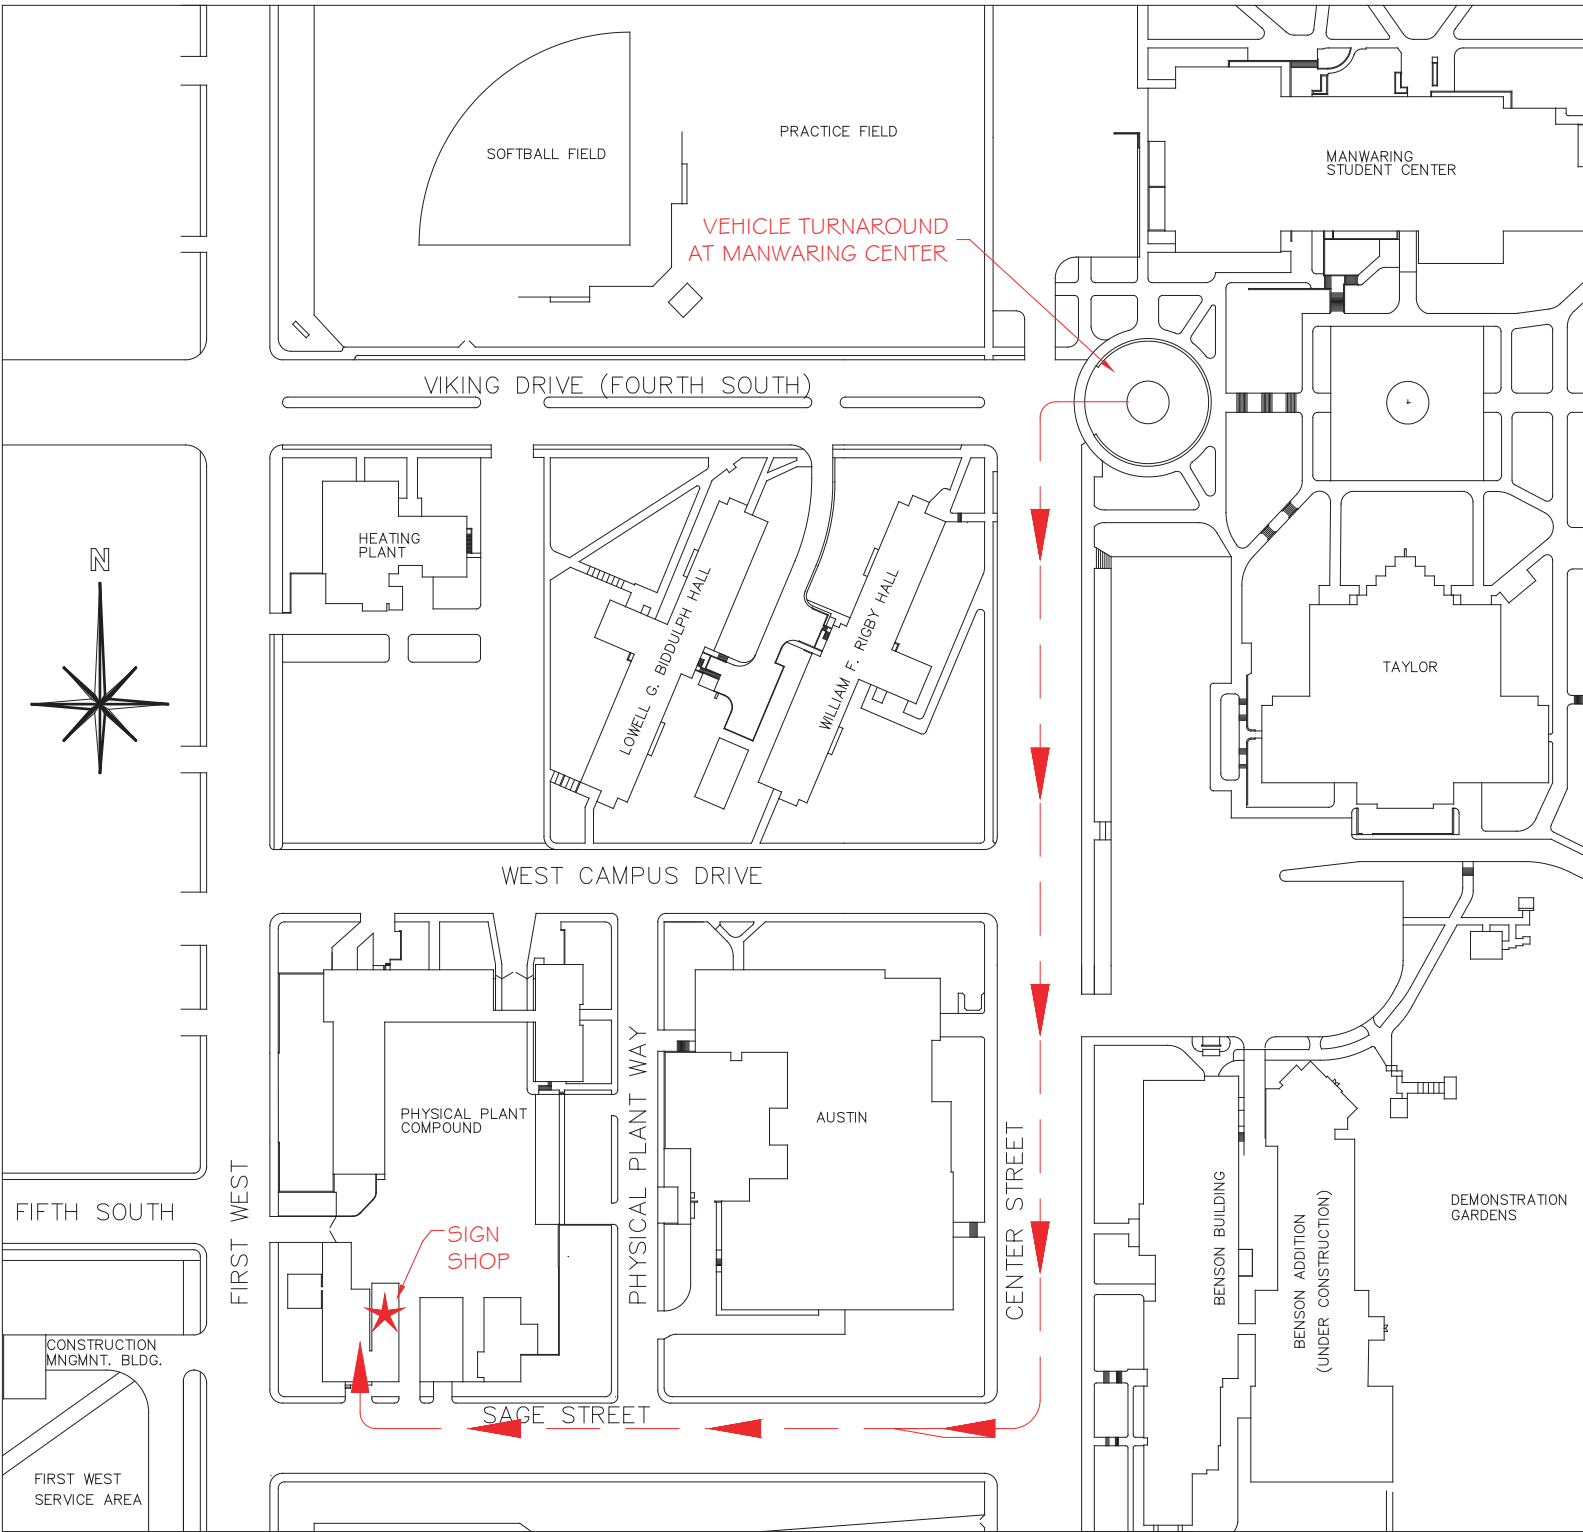 PRACTICE FIELD
SOFTBALL FIELD
MANWARING
STUDENT CENTER
VEHICLE TURNAROUND
AT MANWARING CENTER
VIKING DRIVE (FOURTH SOUTH)
HEATING
PLANT
N
LOWELL G. BIDDULPH HALL
WILLIAM F. RIGBY HALL
TAYLOR
WEST CAMPUS DRIVE
PHYSICAL PLANT
COMPOUND
PHYSICAL PLANT WAY
AUSTIN
CENTER STREET
FIRST WEST
FIFTH SOUTH
SIGN
SHOP
BENSON BUILDING
BENSON ADDITION
(UNDER CONSTRUCTION)
DEMONSTRATION
GARDENS
CONSTRUCTION
MNGMNT. BLDG.
SAGE STREET
FIRST WEST
SERVICE AREA